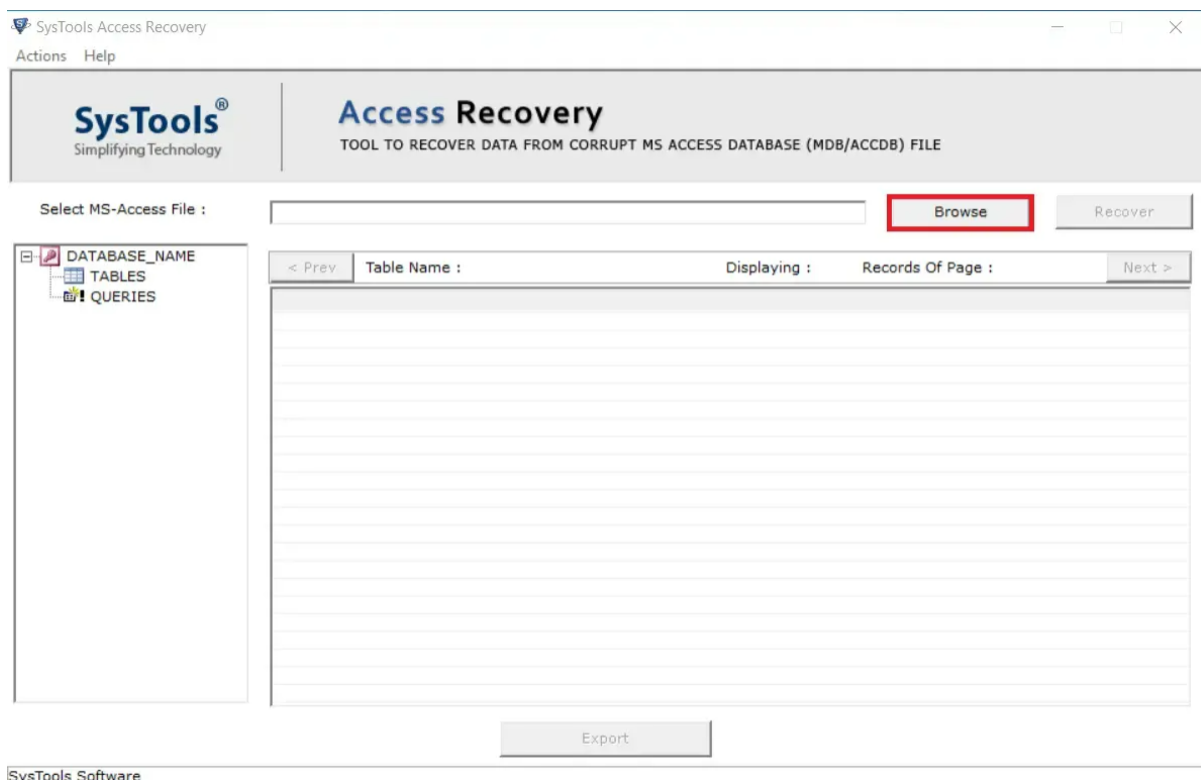 SysTools Access Recovery
Actions Help
SysTools®
Simplifying Technology
Access Recovery
TOOL TO RECOVER DATA FROM CORRUPT MS ACCESS DATABASE (MDB/ACCDB) FILE
Select MS-Access File :
Browse
Recover
DATABASE_NAME
TABLES
QUERIES
< Prev Table Name : Displaying : Records Of Page : Next >
Export
SysTools Software